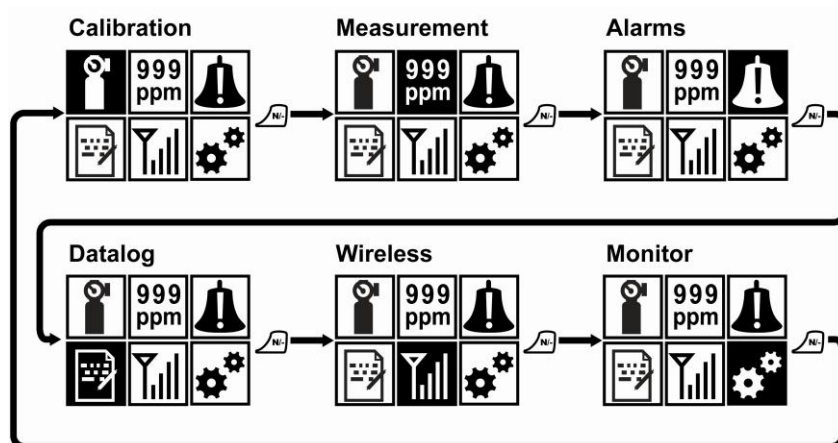 Calibration Measurement Alarms
999 ppm
999 ppm
999 ppm
N/-
N/-
N/-
Datalog Wireless Monitor
999 ppm
999 ppm
999 ppm
N/-
N/-
N/-